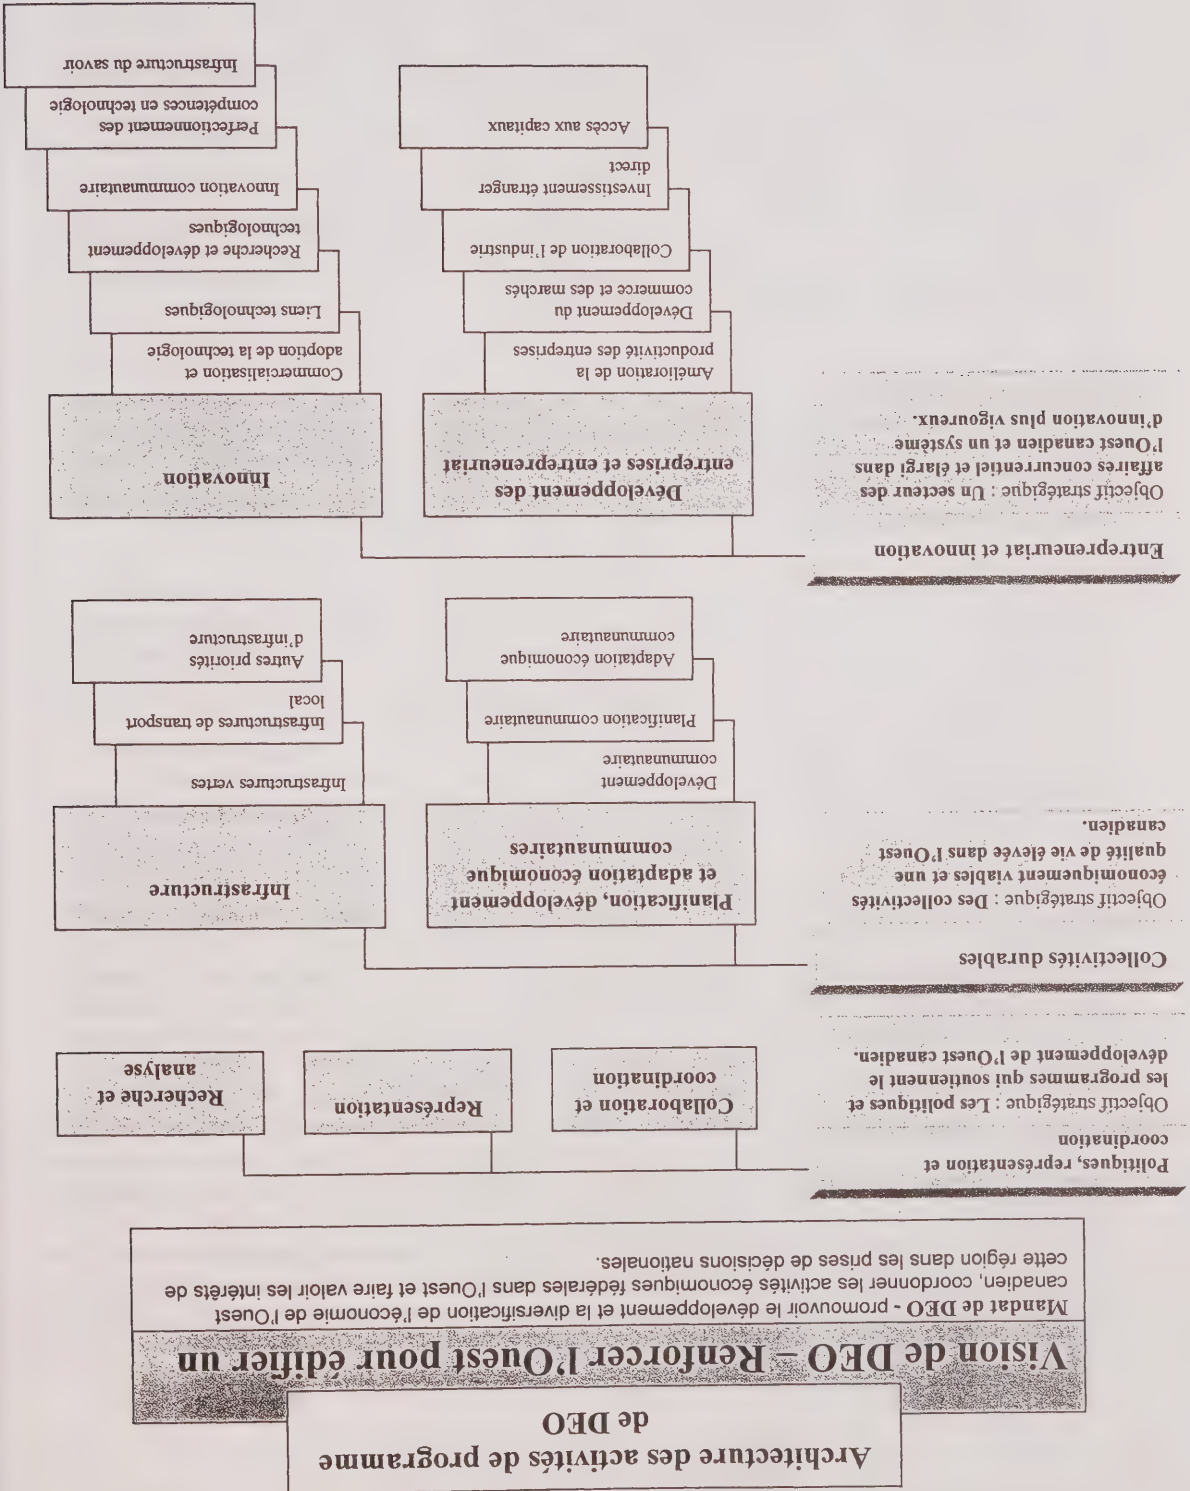 Architecture des activités de programme
de DEO
Vision de DEO – Renforcer l'Ouest pour édifier un
Mandat de DEO - promouvoir le développement et la diversification de l'économie de l'Ouest
canadien, coordonner les activités économiques fédérales dans l'Ouest et faire valoir les intérêts de
cette région dans les prises de décisions nationales.
Politiques, représentation et
coordination
Objectif stratégique : Les politiques et
les programmes qui soutiennent le
développement de l'Ouest canadien.
Collaboration et
coordination
Représentation
Recherche et
analyse
Collectivités durables
Objectif stratégique : Des collectivités
économiquement viables et une
qualité de vie élevée dans l'Ouest
canadien.
Planification, développement
et adaptation économique
communautaires
Développement
communautaire
Planification communautaire
Adaptation économique
communautaire
Infrastructure
Infrastructures vertes
Infrastructures de transport
local
Autres priorités
d'infrastructure
Entrepreneuriat et innovation
Objectif stratégique : Un secteur des
affaires concurrentiel et élargi dans
l'Ouest canadien et un système
d'innovation plus vigoureux.
Développement des
entreprises et entrepreneuriat
Amélioration de la
productivité des entreprises
Développement du
commerce et des marchés
Collaboration de l'industrie
Investissement étranger
direct
Accès aux capitaux
Innovation
Commercialisation et
adoption de la technologie
Liens technologiques
Recherche et développement
technologiques
Innovation communautaire
Perfectionnement des
compétences en technologie
Infrastructure du savoir